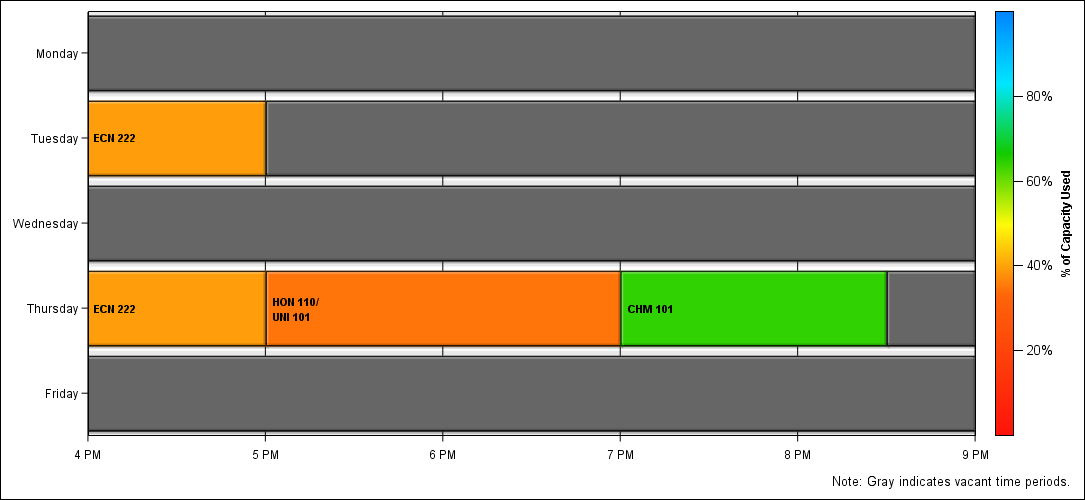 Monday
Tuesday
Wednesday
Thursday
Friday
ECN 222
ECN 222
HON 110/
UNI 101
CHM 101
4 PM
5 PM
6 PM
7 PM
8 PM
9 PM
80%
60%
40%
20%
% of Capacity Used
Note: Gray indicates vacant time periods.